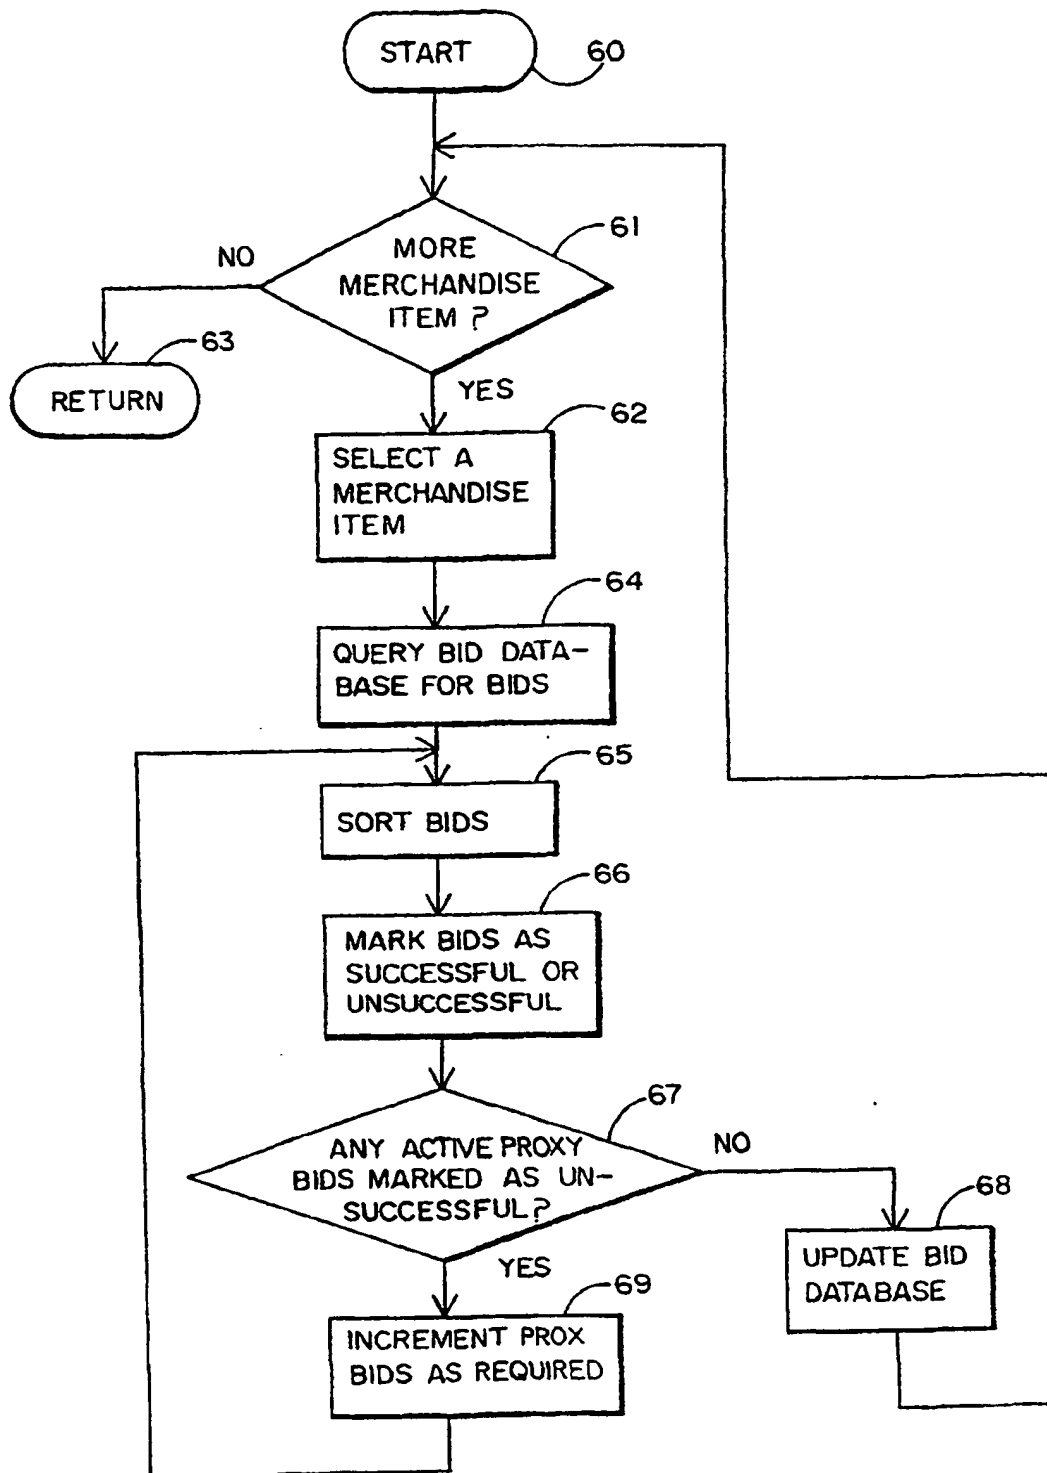 START
60
61
MORE
MERCHANDISE
ITEM ?
NO
63
RETURN
YES
62
SELECT A
MERCHANDISE
ITEM
64
QUERY BID DATA-
BASE FOR BIDS
65
SORT BIDS
66
MARK BIDS AS
SUCCESSFUL OR
UNSUCCESSFUL
67
ANY ACTIVE PROXY
BIDS MARKED AS UN-
SUCCESSFUL?
NO
68
UPDATE BID
DATABASE
YES
69
INCREMENT PROX
BIDS AS REQUIRED